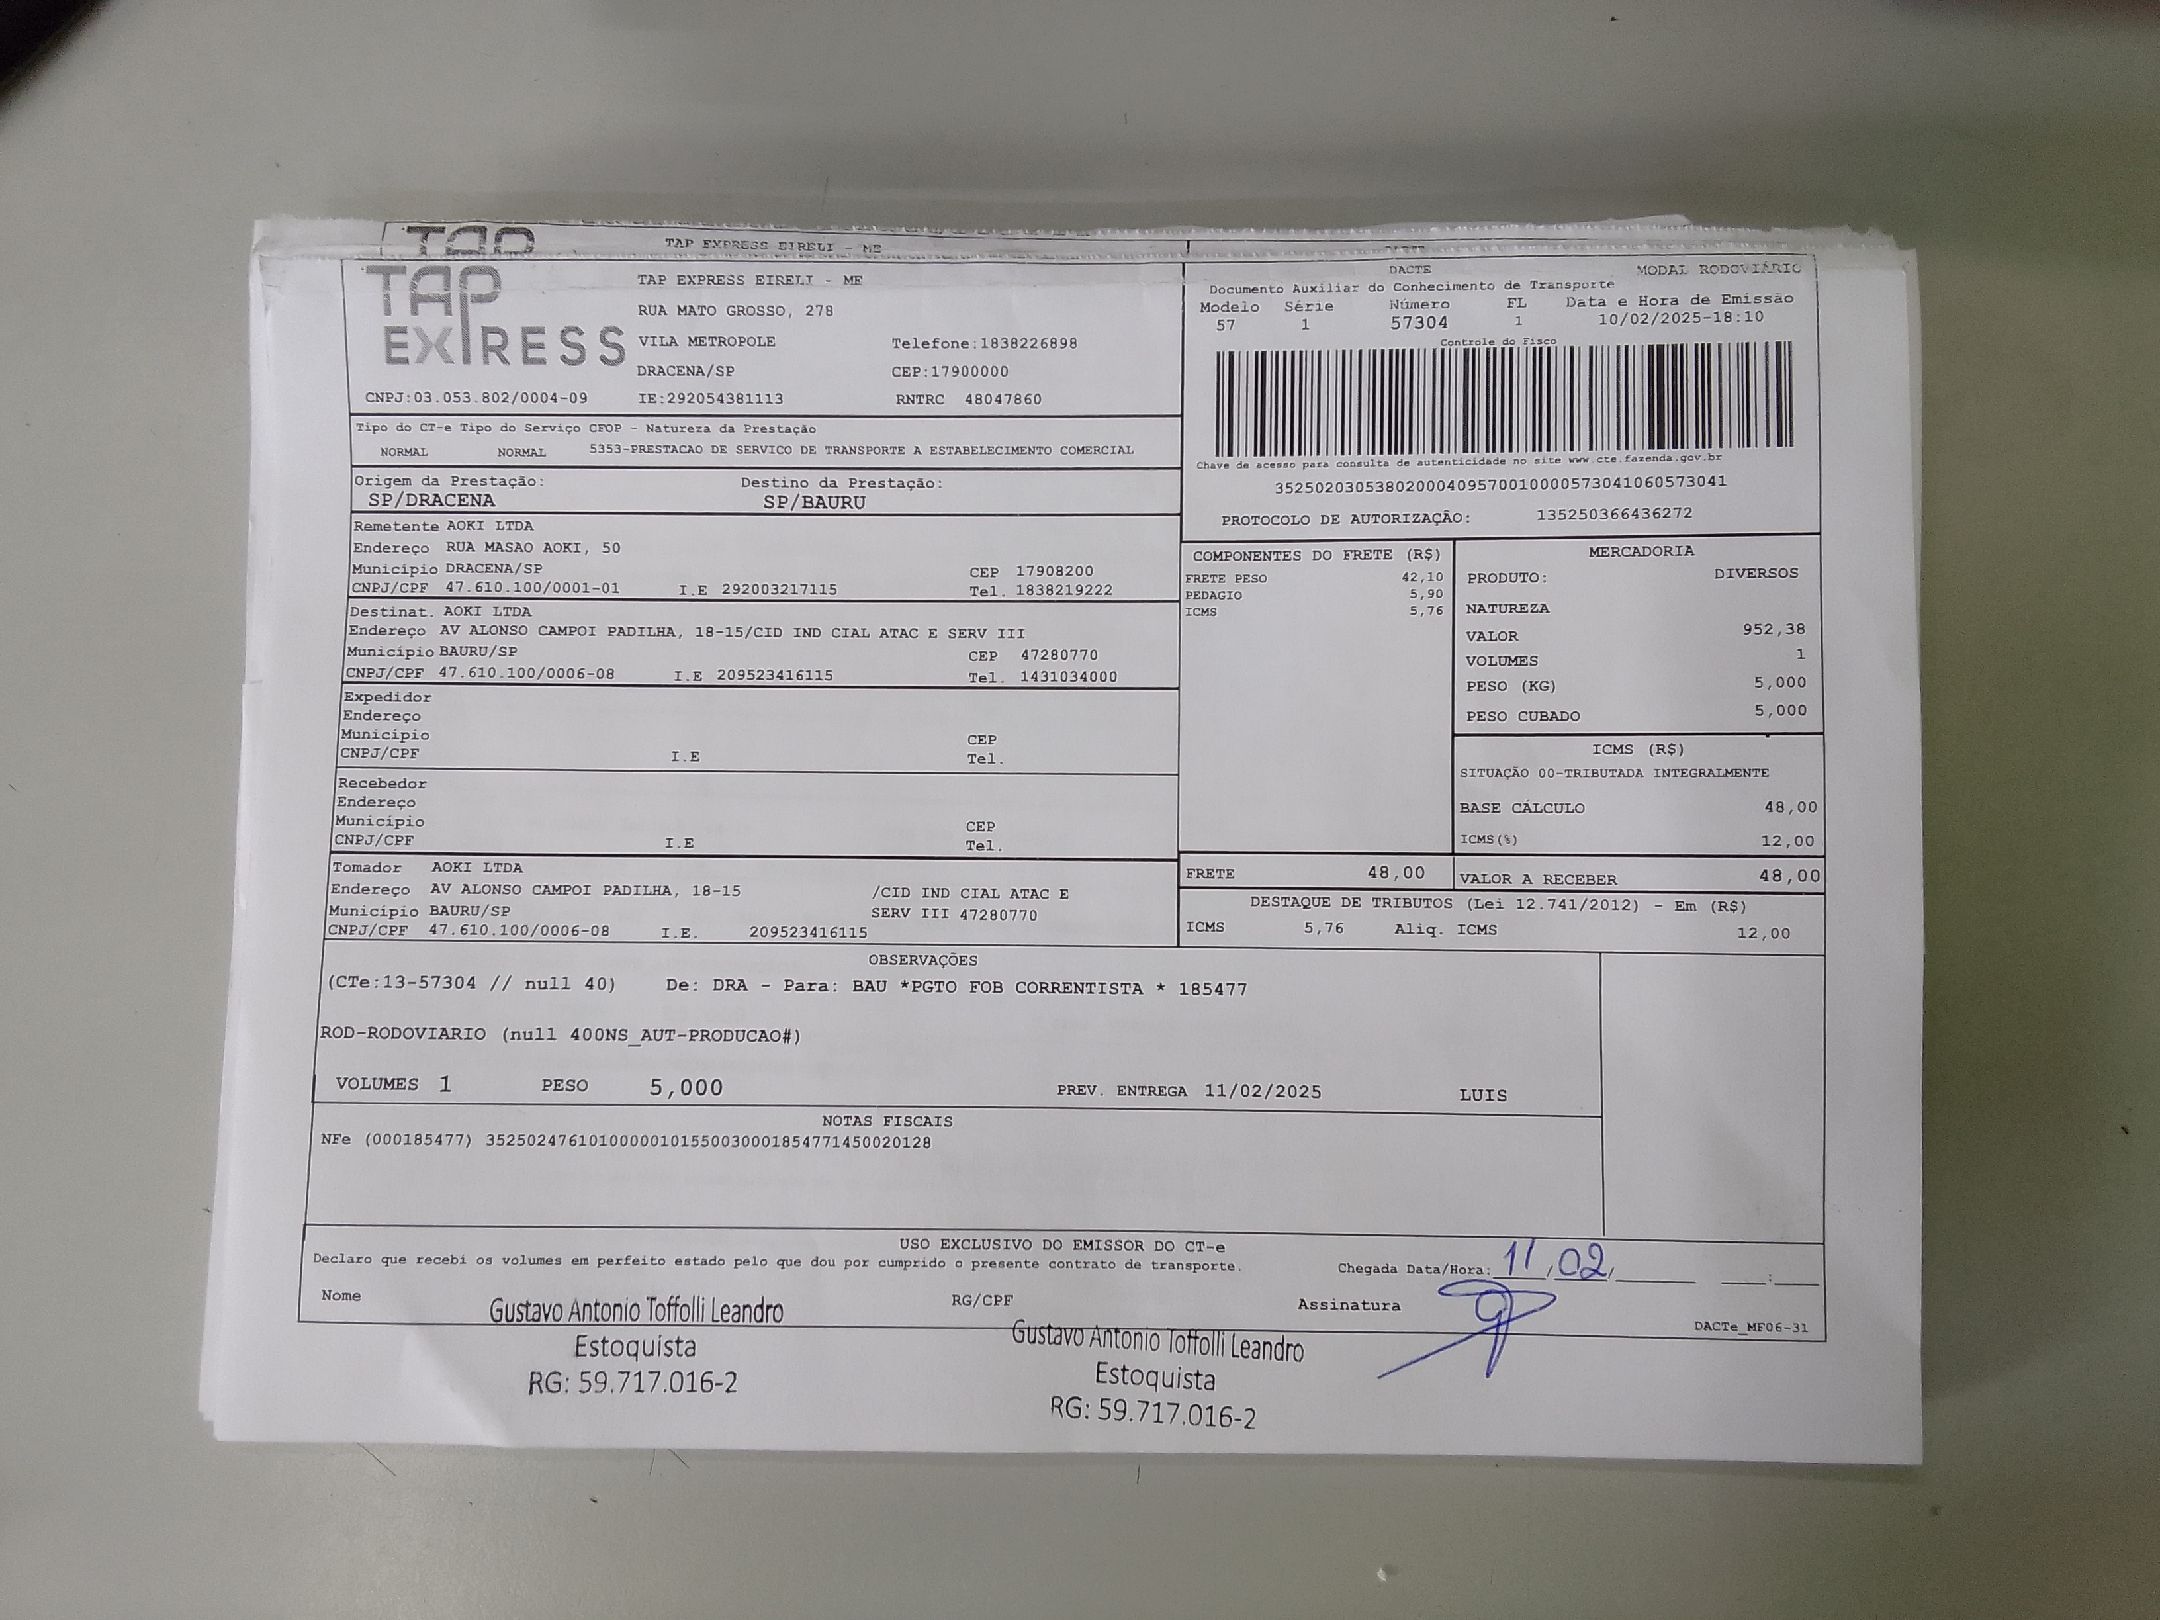 TAP TAP EXPRESS EIRELI - ME
TAP EXPRESS
TAP EXPRESS EIRELI - ME
RUA MATO GROSSO, 278
VILA METROPOLE Telefone:1838226898
DRACENA/SP CEP:17900000
CNPJ:03.053.802/0004-09 IE:292054381113 RNTRC 48047860
DACTE MODAL RODOVIÁRIO
Documento Auxiliar do Conhecimento de Transporte
Modelo Série Número FL Data e Hora de Emissão
57 1 57304 1 10/02/2025-18:10
Controle do Fisco
Chave de acesso para consulta de autenticidade no site www.cte.fazenda.gov.br
35250203053802000409570010000573041060573041
PROTOCOLO DE AUTORIZAÇÃO: 135250366436272
Tipo do CT-e Tipo do Serviço CFOP - Natureza da Prestação
NORMAL NORMAL 5353-PRESTACAO DE SERVICO DE TRANSPORTE A ESTABELECIMENTO COMERCIAL
Origem da Prestação: Destino da Prestação:
SP/DRACENA SP/BAURU
Remetente AOKI LTDA
Endereço RUA MASAO AOKI, 50
Município DRACENA/SP CEP 17908200
CNPJ/CPF 47.610.100/0001-01 I.E 292003217115 Tel. 1838219222
Destinat. AOKI LTDA
Endereço AV ALONSO CAMPOI PADILHA, 18-15/CID IND CIAL ATAC E SERV III
Município BAURU/SP CEP 47280770
CNPJ/CPF 47.610.100/0006-08 I.E 209523416115 Tel. 1431034000
Expedidor
Endereço
Município CEP
CNPJ/CPF I.E Tel.
Recebedor
Endereço
Município CEP
CNPJ/CPF I.E Tel.
Tomador AOKI LTDA
Endereço AV ALONSO CAMPOI PADILHA, 18-15 /CID IND CIAL ATAC E
Município BAURU/SP SERV III 47280770
CNPJ/CPF 47.610.100/0006-08 I.E. 209523416115
COMPONENTES DO FRETE (R$)
FRETE PESO 42,10
PEDAGIO 5,90
ICMS 5,76
MERCADORIA
PRODUTO: DIVERSOS
NATUREZA
VALOR 952,38
VOLUMES 1
PESO (KG) 5,000
PESO CUBADO 5,000
ICMS (R$)
SITUAÇÃO 00-TRIBUTADA INTEGRALMENTE
BASE CÁLCULO 48,00
ICMS(%) 12,00
FRETE 48,00 VALOR A RECEBER 48,00
DESTAQUE DE TRIBUTOS (Lei 12.741/2012) - Em (R$)
ICMS 5,76 Aliq. ICMS 12,00
OBSERVAÇÕES
(CTe:13-57304 // null 40) De: DRA - Para: BAU *PGTO FOB CORRENTISTA * 185477
ROD-RODOVIARIO (null 400NS_AUT-PRODUCAO#)
VOLUMES 1 PESO 5,000 PREV. ENTREGA 11/02/2025 LUIS
NOTAS FISCAIS
NFe (000185477) 35250247610100000101550030001854771450020128
USO EXCLUSIVO DO EMISSOR DO CT-e
Declaro que recebi os volumes em perfeito estado pelo que dou por cumprido o presente contrato de transporte. Chegada Data/Hora: 11/02/
Nome RG/CPF Assinatura
DACTe_MF06-31
Gustavo Antonio Toffolli Leandro
Estoquista
RG: 59.717.016-2
Gustavo Antonio Toffolli Leandro
Estoquista
RG: 59.717.016-2